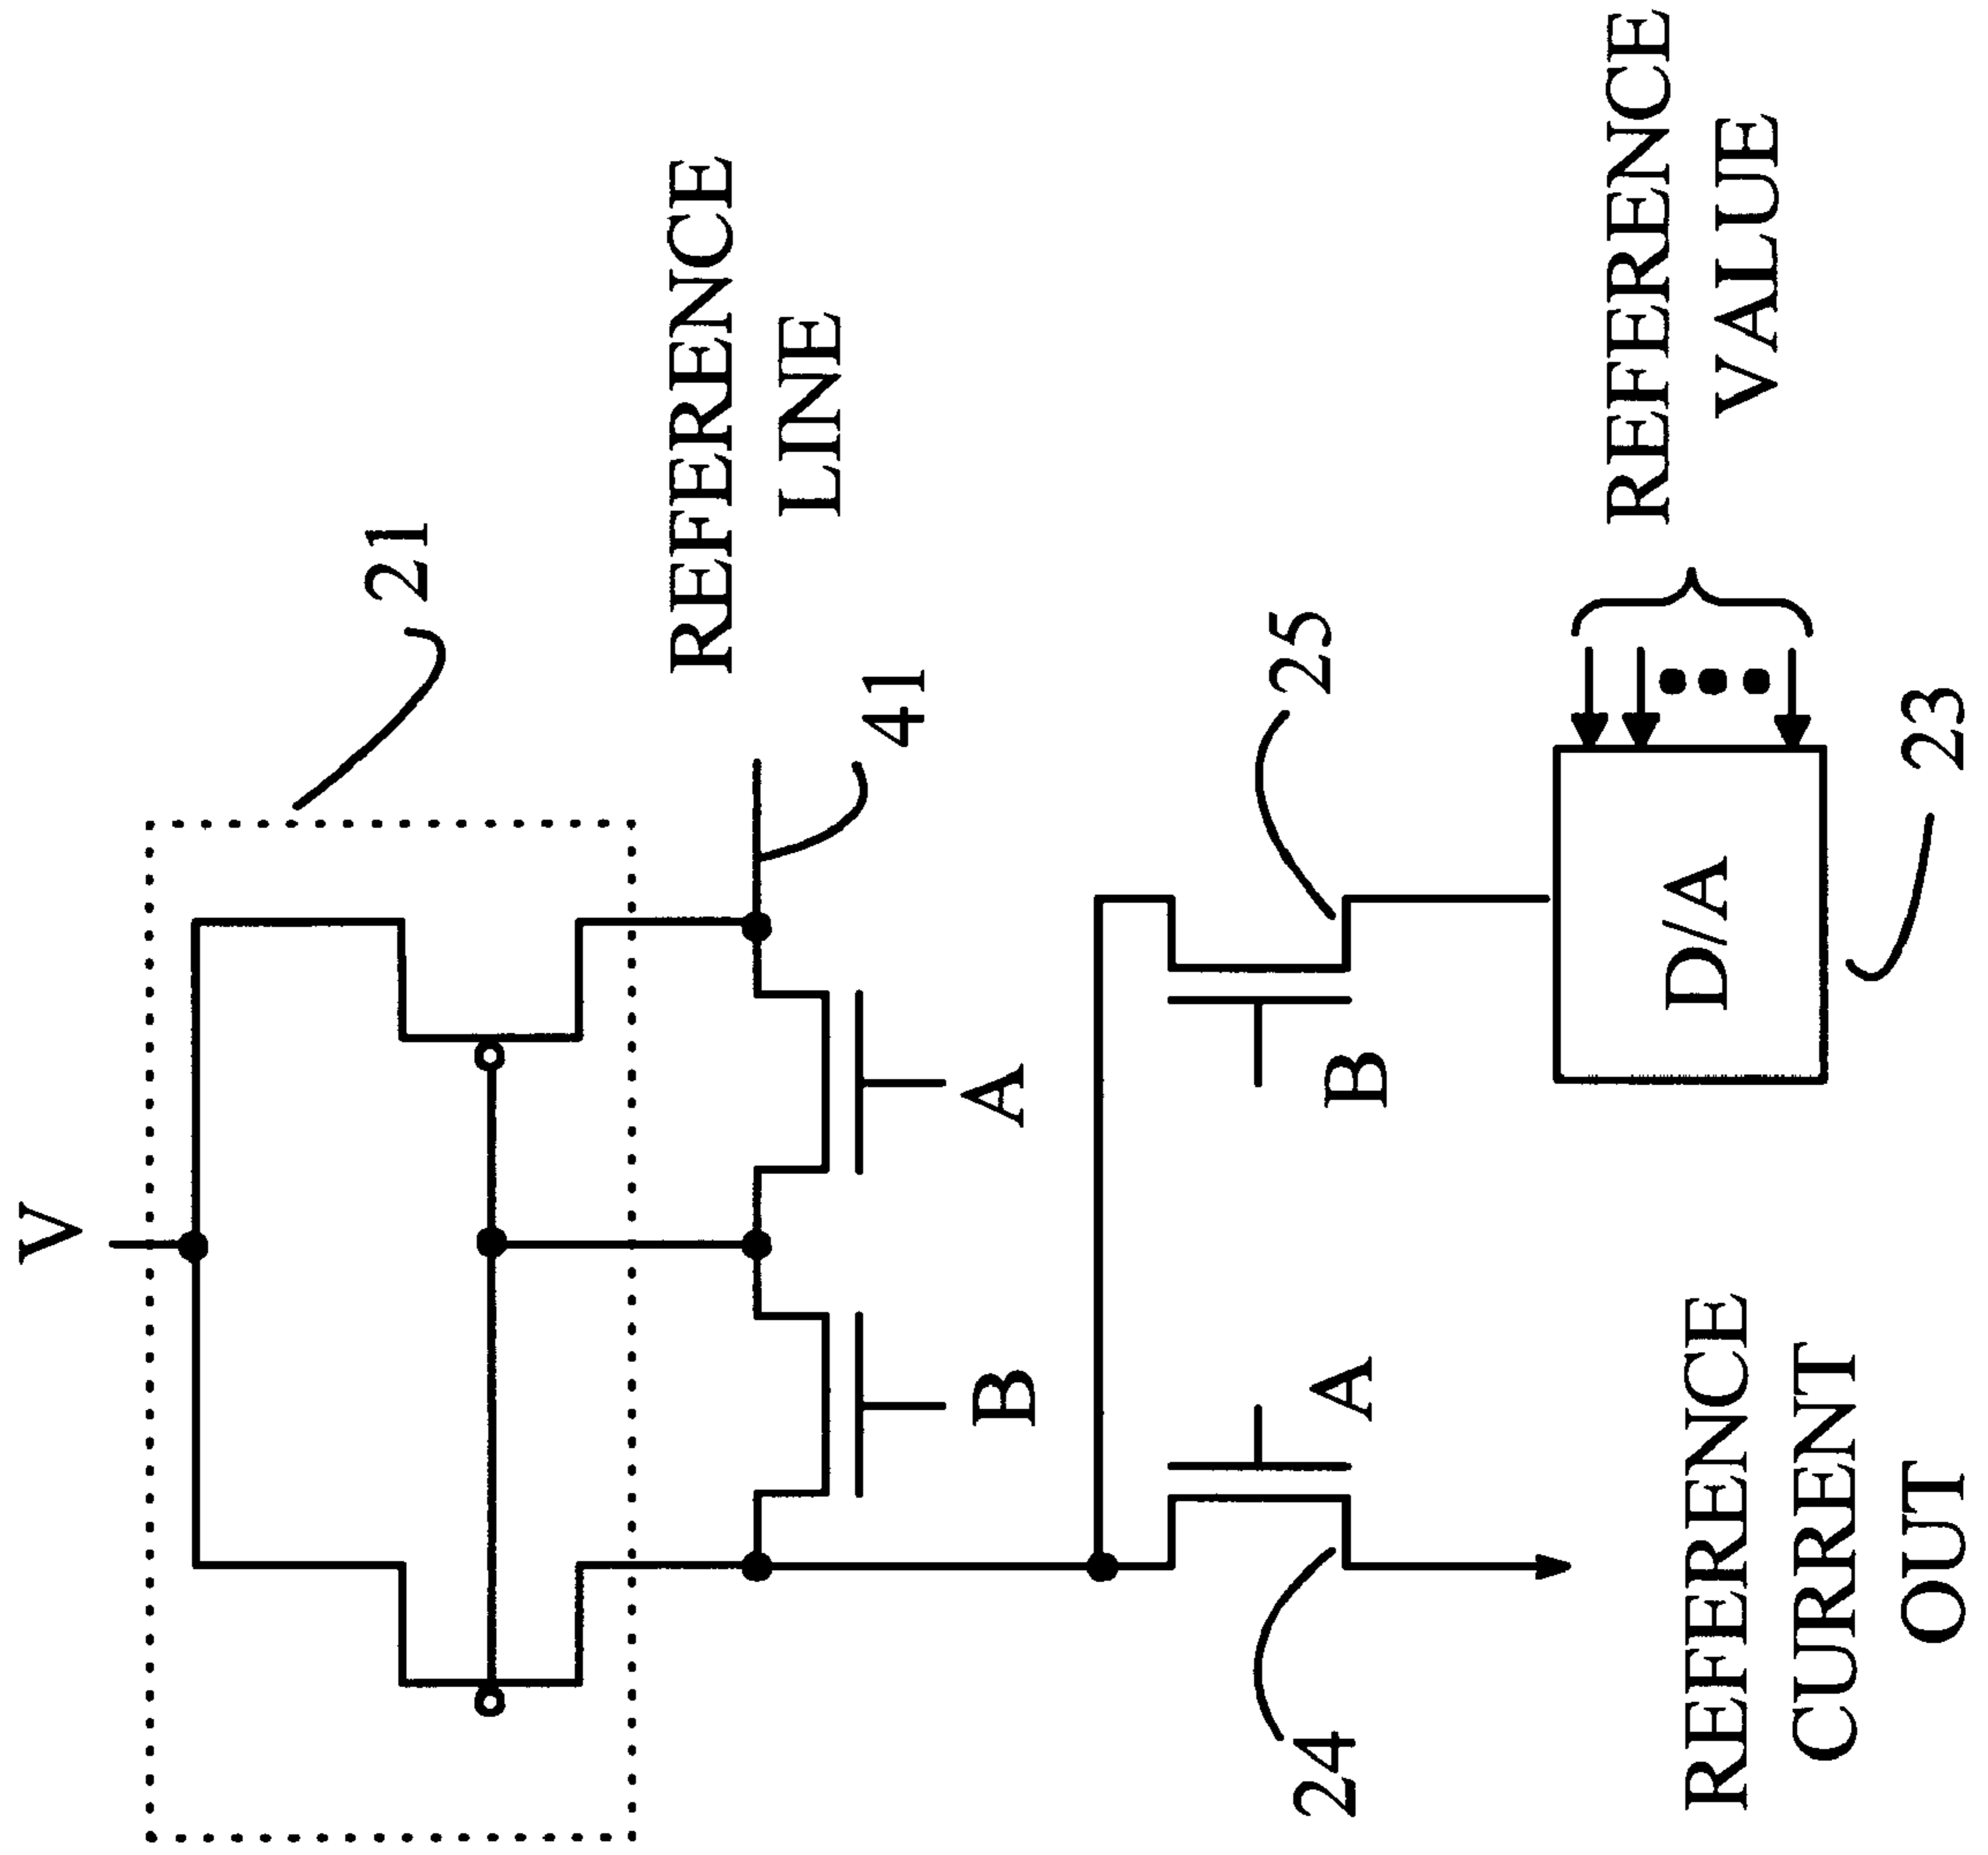 V
21
REFERENCE
LINE
41
A
B
25
B
A
24
D/A
REFERENCE
VALUE
23
REFERENCE
CURRENT
OUT